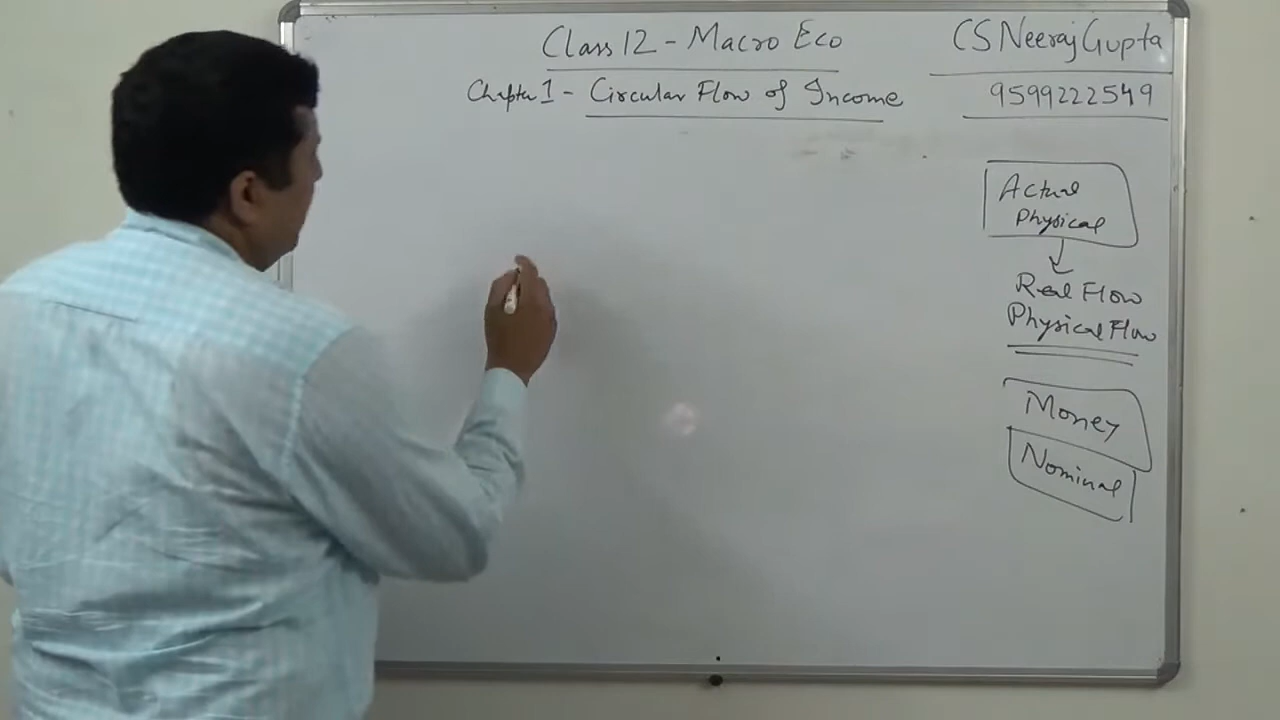 Class 12 - Macro Eco
CS Neeraj Gupta
Chapter 1 - Circular Flow of Income
9599222549
Actual
Physical
Real Flow
Physical Flow
Money
Nominal